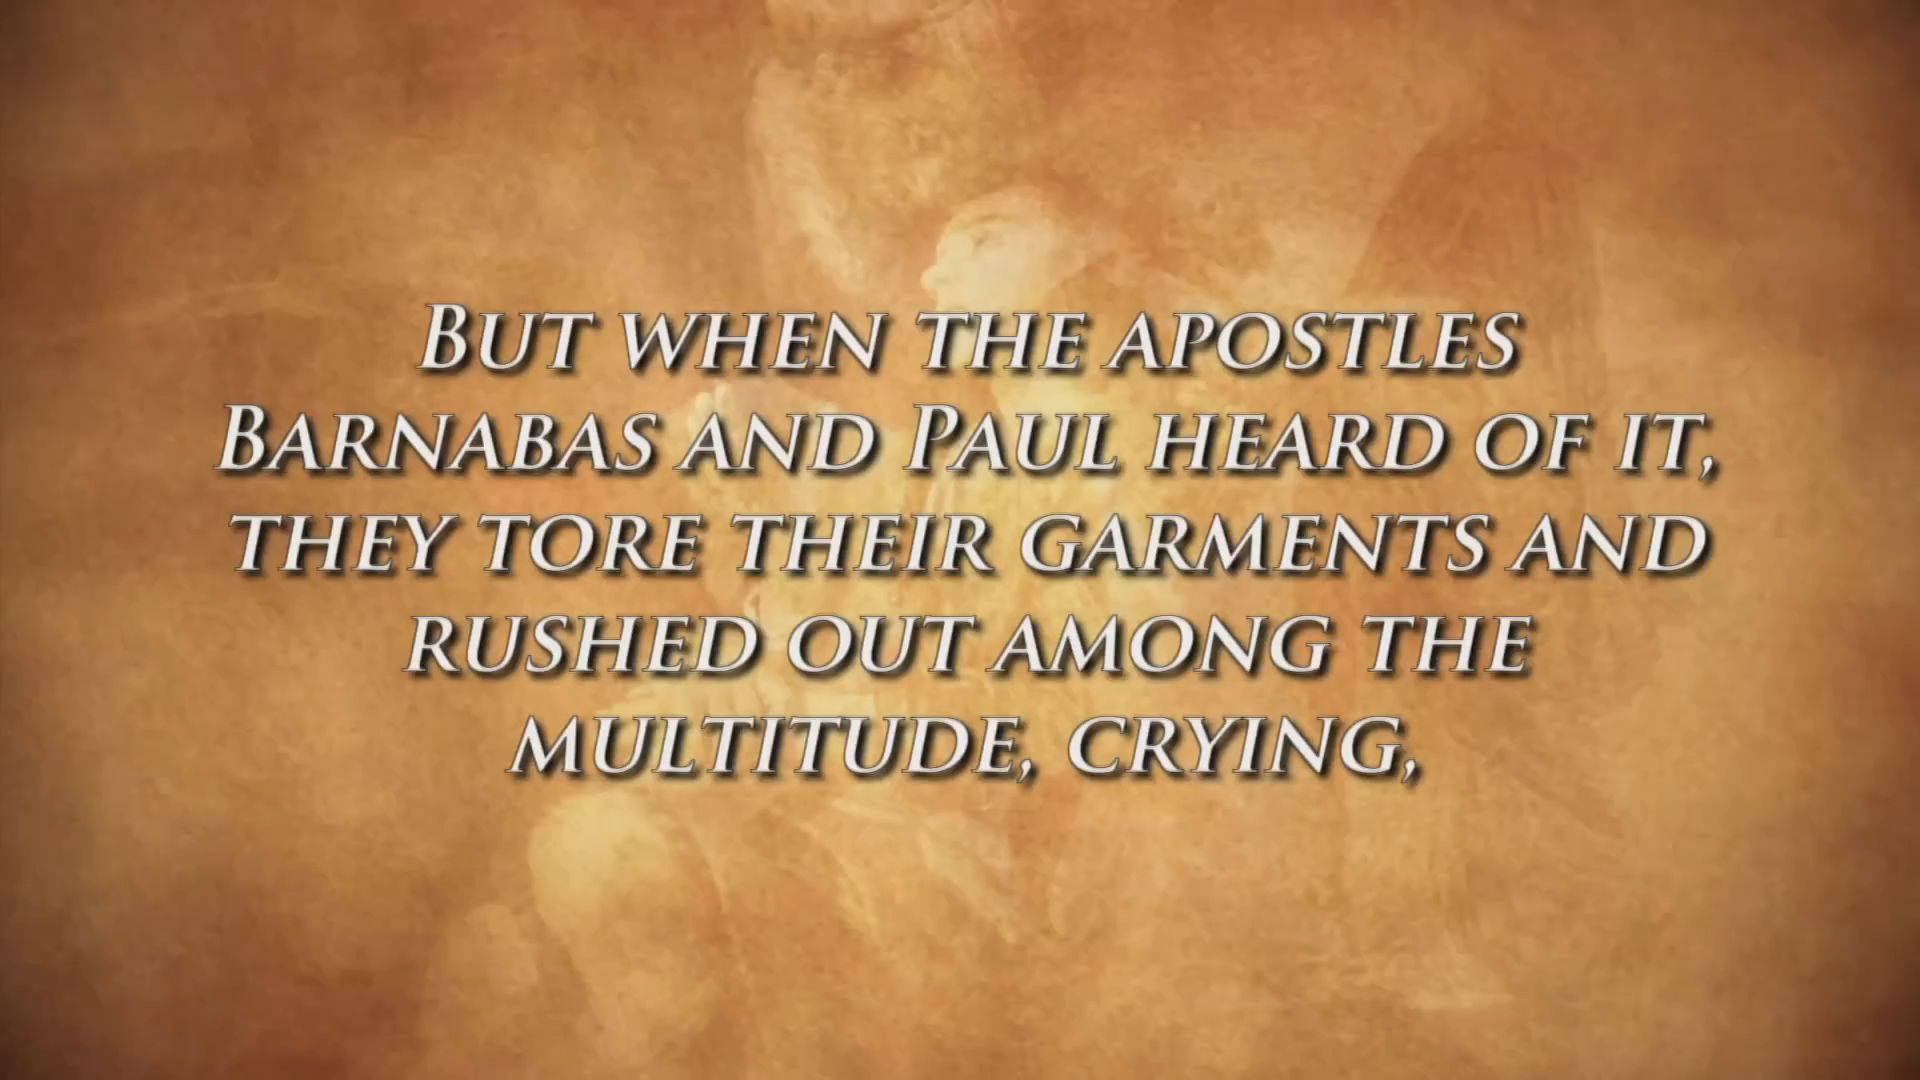 But when the apostles
Barnabas and Paul heard of it,
they tore their garments and
rushed out among the
multitude, crying,